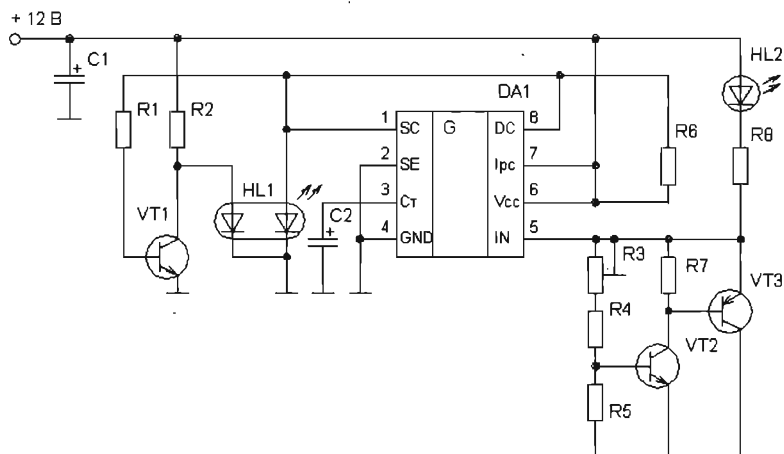 + 12 В
C1
HL2
R1
R2
DA1
1
SC
G
DC
8
R6
R8
2
SE
Ipc
7
HL1
3
Cт
Vcc
6
VT1
C2
4
GND
IN
5
R3
R7
VT3
R4
VT2
R5